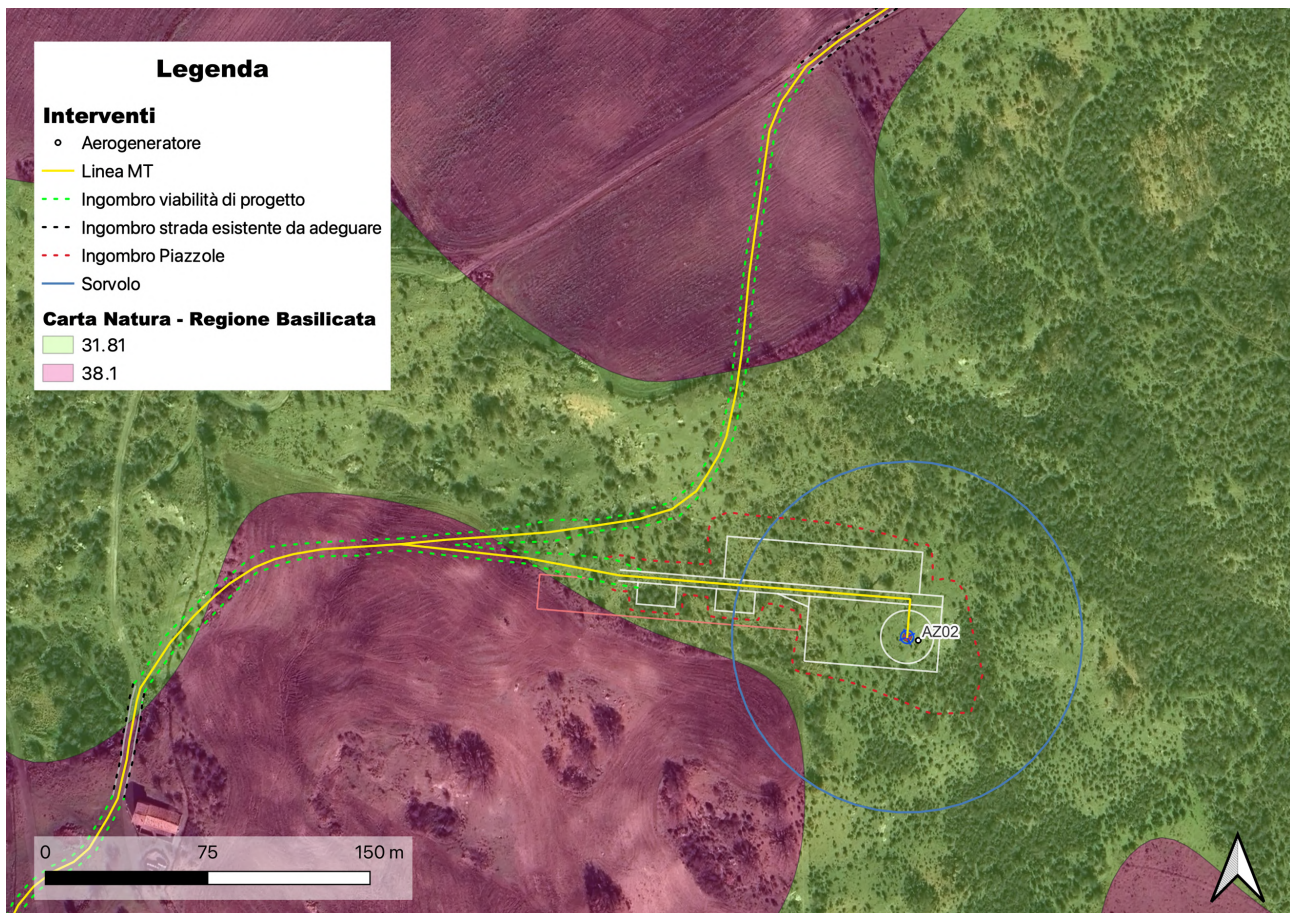 Legenda
Interventi
Aerogeneratore
Linea MT
Ingombro viabilità di progetto
Ingombro strada esistente da adeguare
Ingombro Piazzole
Sorvolo
Carta Natura - Regione Basilicata
31.81
38.1
AZ02
0 75 150 m